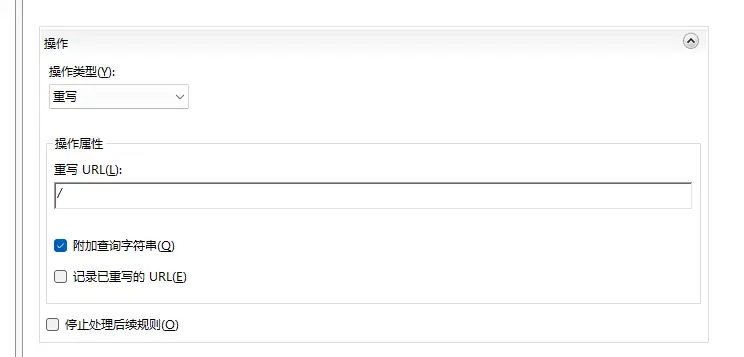 操作
操作类型(Y):
重写
操作属性
重写 URL(L):
/
附加查询字符串(Q)
记录已重写的 URL(E)
停止处理后续规则(O)